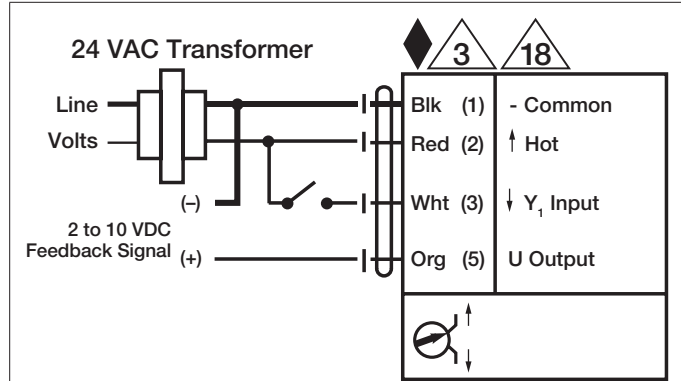 24 VAC Transformer
3
18
Line
Blk (1) - Common
Volts
Red (2) ↑ Hot
(–)
Wht (3) ↓ Y₁ Input
2 to 10 VDC
Feedback Signal (+)
Org (5) U Output